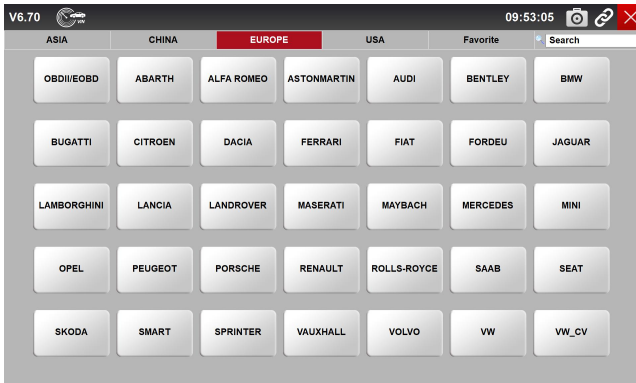 V6.70 VIN 09:53:05
ASIA CHINA EUROPE USA Favorite Search
OBDII/EOBD ABARTH ALFA ROMEO ASTONMARTIN AUDI BENTLEY BMW
BUGATTI CITROEN DACIA FERRARI FIAT FORDEU JAGUAR
LAMBORGHINI LANCIA LANDROVER MASERATI MAYBACH MERCEDES MINI
OPEL PEUGEOT PORSCHE RENAULT ROLLS-ROYCE SAAB SEAT
SKODA SMART SPRINTER VAUXHALL VOLVO VW VW_CV